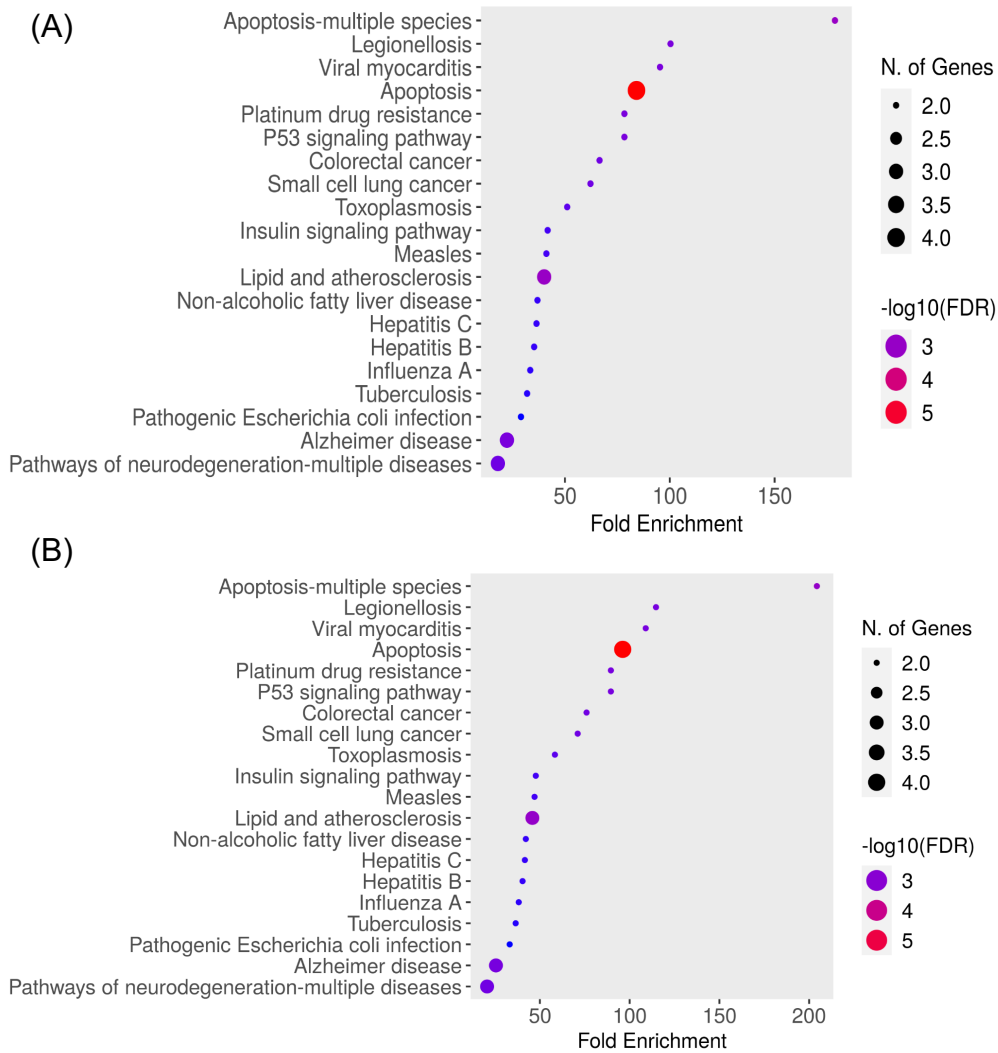 (A)
Apoptosis-multiple species
Legionellosis
Viral myocarditis
Apoptosis
Platinum drug resistance
P53 signaling pathway
Colorectal cancer
Small cell lung cancer
Toxoplasmosis
Insulin signaling pathway
Measles
Lipid and atherosclerosis
Non-alcoholic fatty liver disease
Hepatitis C
Hepatitis B
Influenza A
Tuberculosis
Pathogenic Escherichia coli infection
Alzheimer disease
Pathways of neurodegeneration-multiple diseases
50 100 150
Fold Enrichment
N. of Genes
2.0
2.5
3.0
3.5
4.0
-log10(FDR)
3
4
5
(B)
Apoptosis-multiple species
Legionellosis
Viral myocarditis
Apoptosis
Platinum drug resistance
P53 signaling pathway
Colorectal cancer
Small cell lung cancer
Toxoplasmosis
Insulin signaling pathway
Measles
Lipid and atherosclerosis
Non-alcoholic fatty liver disease
Hepatitis C
Hepatitis B
Influenza A
Tuberculosis
Pathogenic Escherichia coli infection
Alzheimer disease
Pathways of neurodegeneration-multiple diseases
50 100 150 200
Fold Enrichment
N. of Genes
2.0
2.5
3.0
3.5
4.0
-log10(FDR)
3
4
5